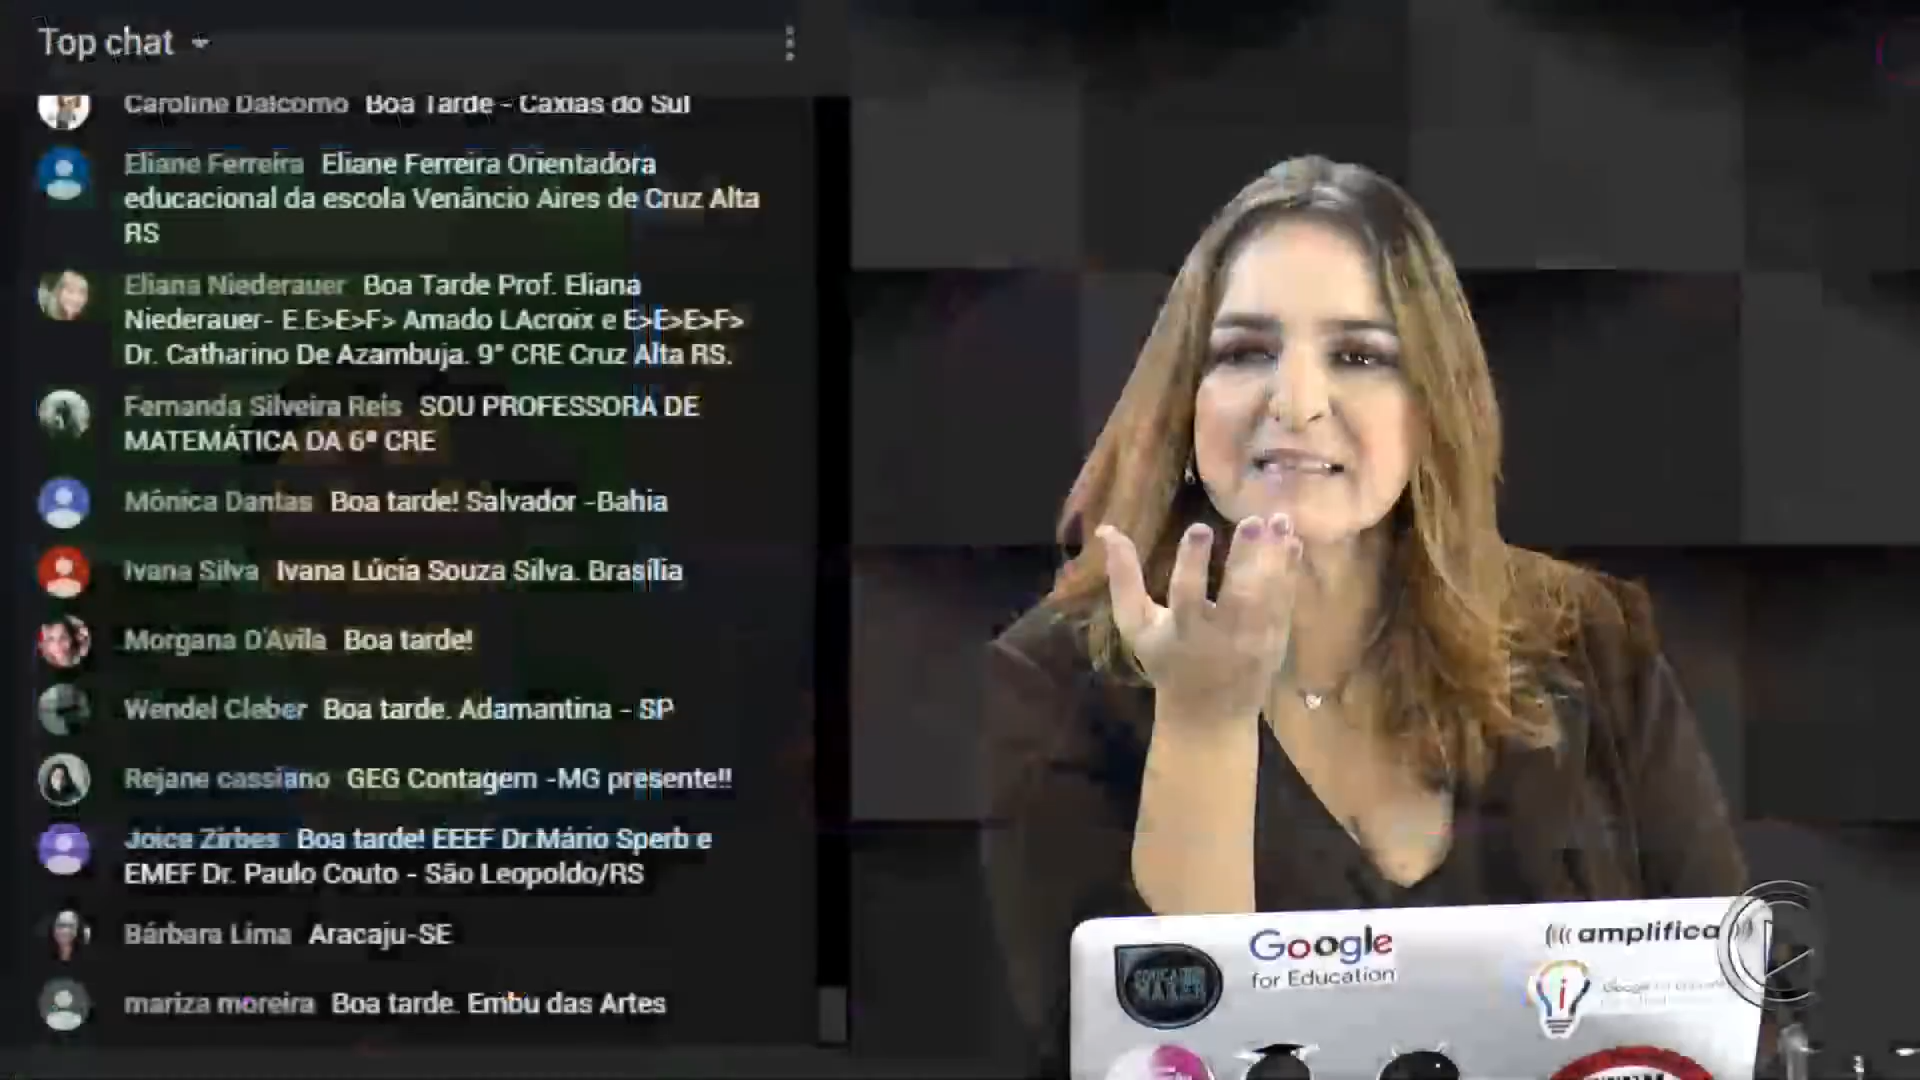 Top chat
Caroline Dalcomo Boa Tarde - Caxias do Sul
Eliane Ferreira Eliane Ferreira Orientadora
educacional da escola Venâncio Aires de Cruz Alta
RS
Eliana Niederauer Boa Tarde Prof. Eliana
Niederauer- E.E>E>F> Amado LAcroix e E>E>E>F>
Dr. Catharino De Azambuja. 9° CRE Cruz Alta RS.
Fernanda Silveira Reis SOU PROFESSORA DE
MATEMÁTICA DA 6ª CRE
Mônica Dantas Boa tarde! Salvador -Bahia
Ivana Silva Ivana Lúcia Souza Silva. Brasília
Morgana D'Avila Boa tarde!
Wendel Cleber Boa tarde. Adamantina - SP
Rejane cassiano GEG Contagem -MG presente!!
Joice Zirbes Boa tarde! EEEF Dr.Mário Sperb e
EMEF Dr. Paulo Couto - São Leopoldo/RS
Bárbara Lima Aracaju-SE
mariza moreira Boa tarde. Embu das Artes
Google
for Education
amplifica
EDUCATION
MAKER